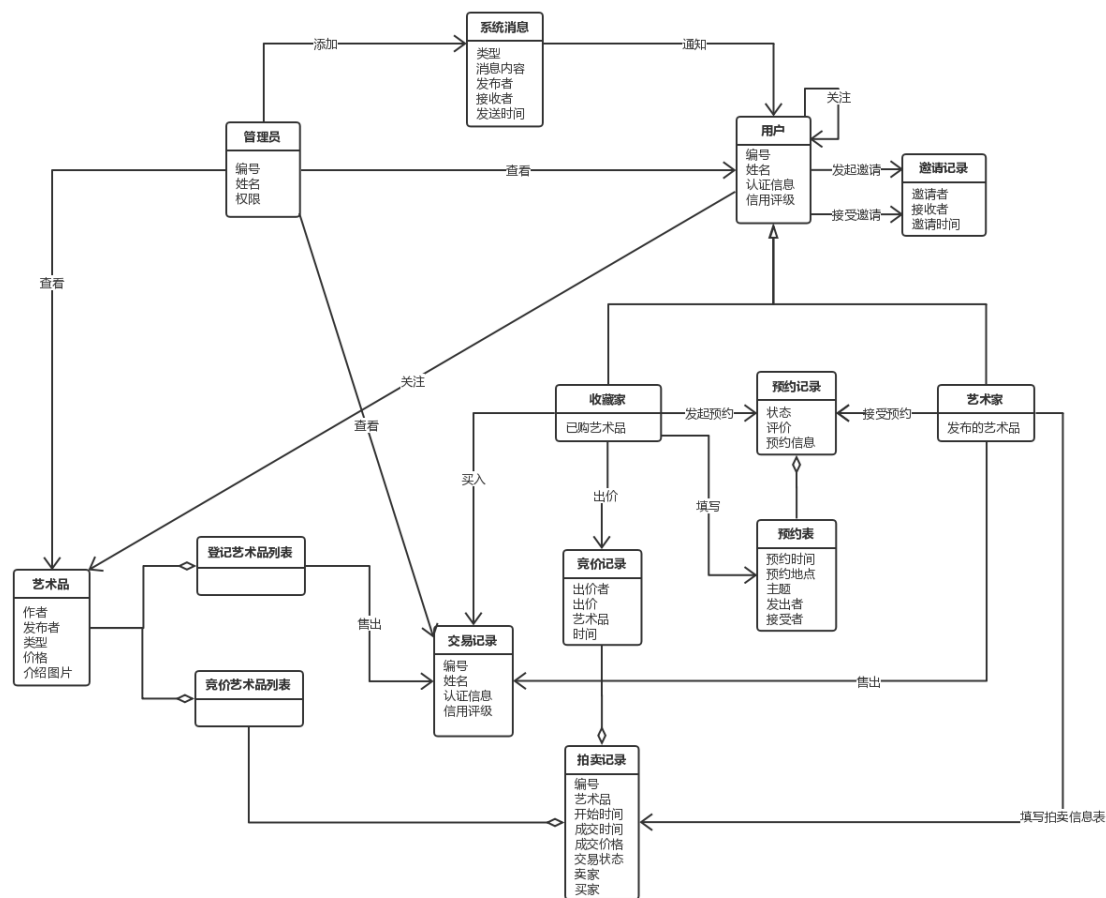 系统消息
类型
消息内容
发布者
接收者
发送时间
添加
通知
管理员
编号
姓名
权限
用户
编号
姓名
认证信息
信用评级
关注
查看
发起邀请
接受邀请
邀请记录
邀请者
接收者
邀请时间
查看
关注
查看
收藏家
已购艺术品
发起预约
预约记录
状态
评价
预约信息
接受预约
艺术家
发布的艺术品
买入
出价
填写
登记艺术品列表
艺术品
作者
发布者
类型
价格
介绍图片
竞价记录
出价者
出价
艺术品
时间
预约表
预约时间
预约地点
主题
发出者
接受者
售出
交易记录
编号
姓名
认证信息
信用评级
竞价艺术品列表
售出
拍卖记录
编号
艺术品
开始时间
成交时间
成交价格
交易状态
卖家
买家
填写拍卖信息表